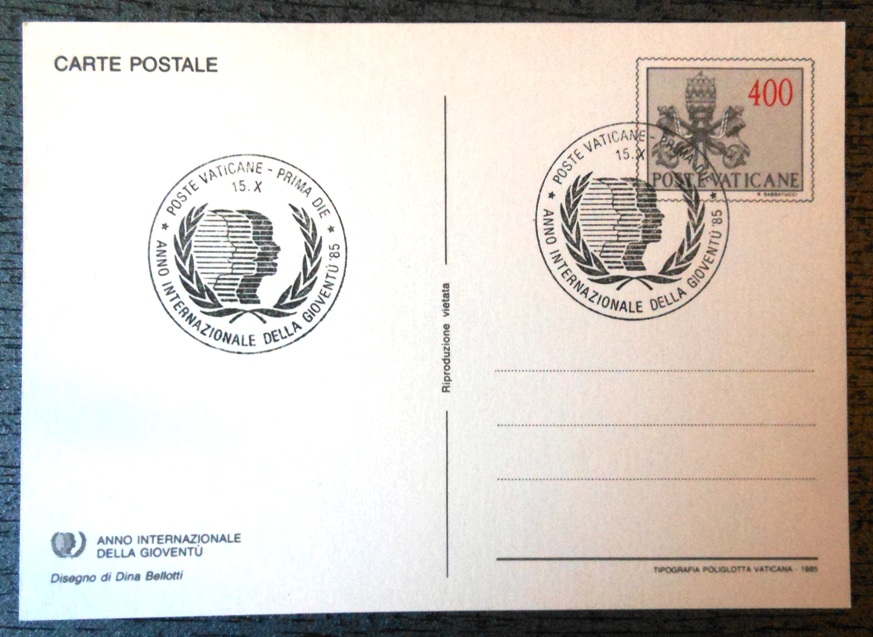 CARTE POSTALE
400
POSTE VATICANE
R. SABBATUCCI
★ POSTE VATICANE - PRIMA DIE ★
15.X
ANNO INTERNAZIONALE DELLA GIOVENTÙ '85
★ POSTE VATICANE - PRIMA DIE ★
15.X
ANNO INTERNAZIONALE DELLA GIOVENTÙ '85
Riproduzione vietata
ANNO INTERNAZIONALE
DELLA GIOVENTÙ
Disegno di Dina Bellotti
TIPOGRAFIA POLIGLOTTA VATICANA - 1985